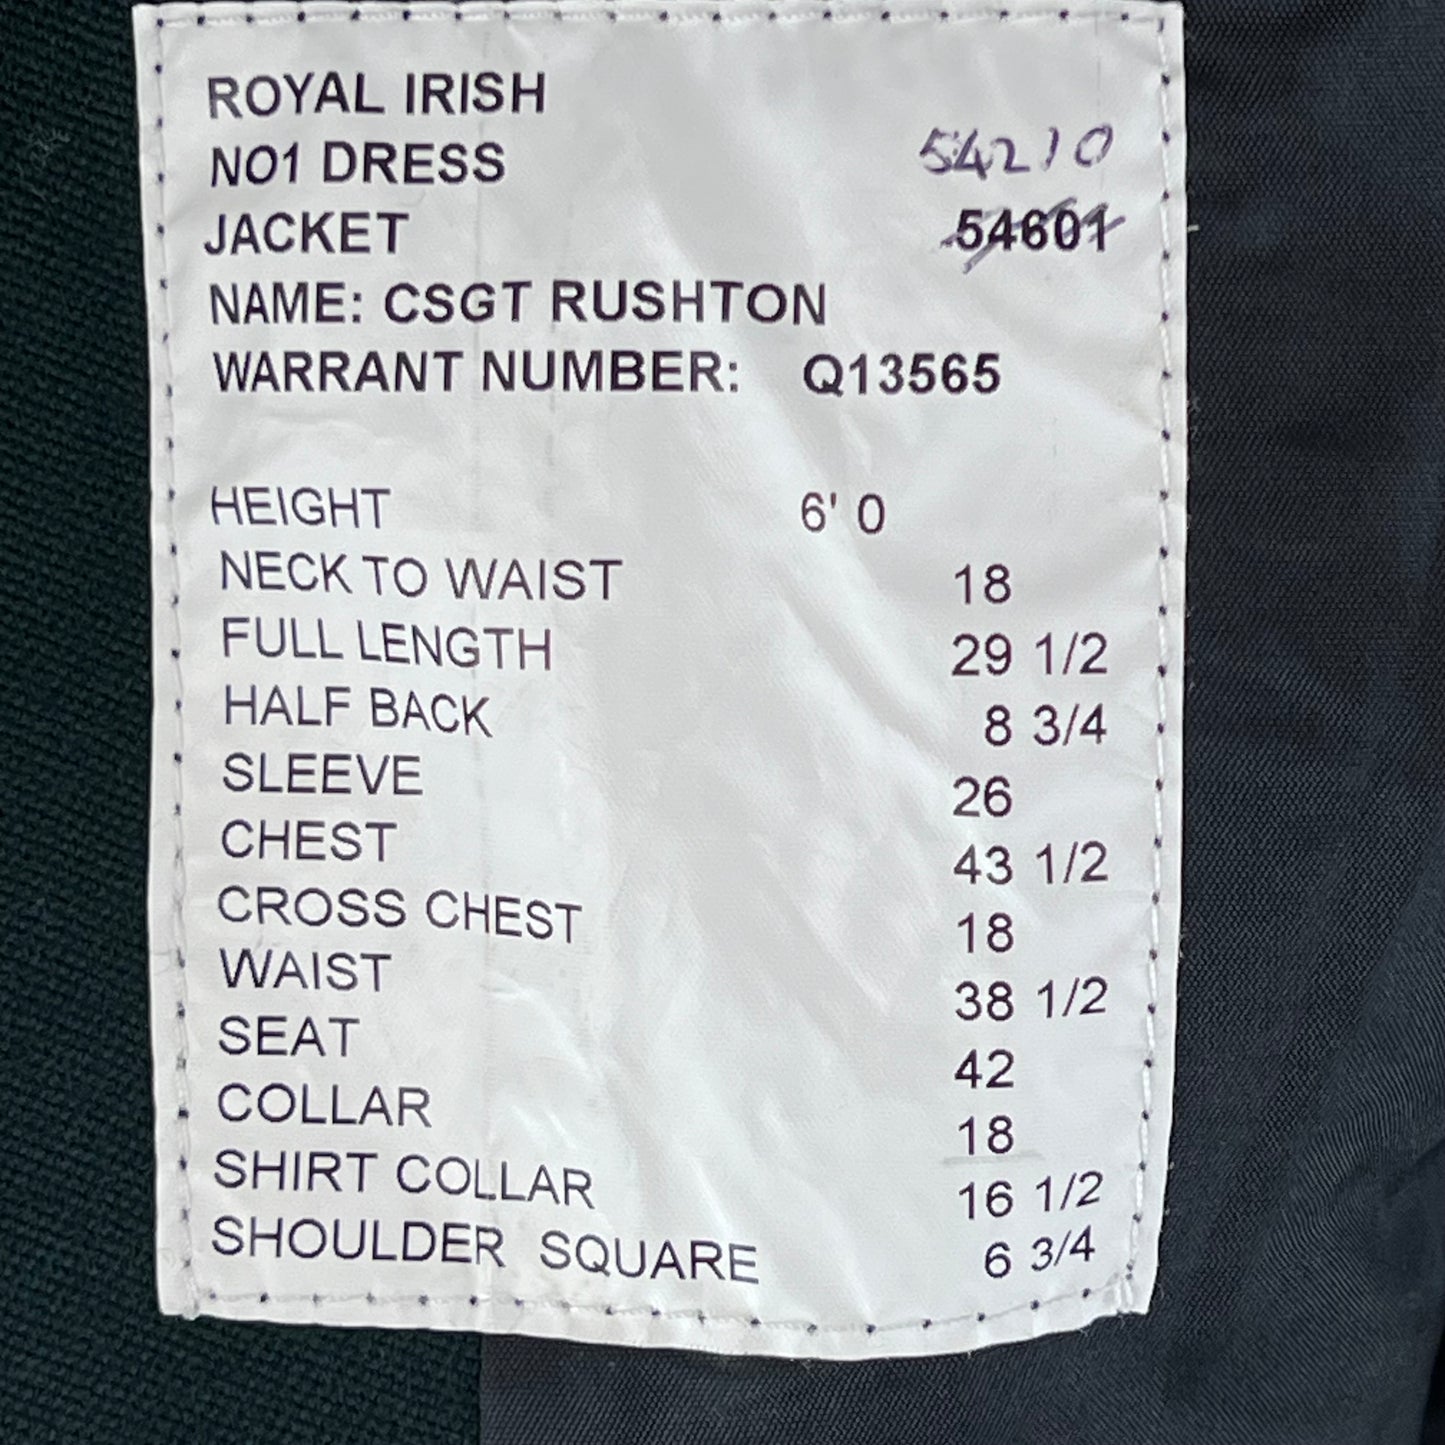 ROYAL IRISH
NO1 DRESS 54210
JACKET 54601
NAME: CSGT RUSHTON
WARRANT NUMBER: Q13565
HEIGHT 6' 0
NECK TO WAIST 18
FULL LENGTH 29 1/2
HALF BACK 8 3/4
SLEEVE 26
CHEST 43 1/2
CROSS CHEST 18
WAIST 38 1/2
SEAT 42
COLLAR 18
SHIRT COLLAR 16 1/2
SHOULDER SQUARE 6 3/4